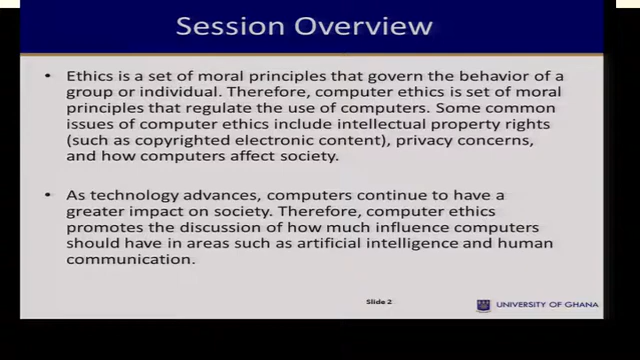 Session Overview
• Ethics is a set of moral principles that govern the behavior of a
group or individual. Therefore, computer ethics is set of moral
principles that regulate the use of computers. Some common
issues of computer ethics include intellectual property rights
(such as copyrighted electronic content), privacy concerns,
and how computers affect society.
• As technology advances, computers continue to have a
greater impact on society. Therefore, computer ethics
promotes the discussion of how much influence computers
should have in areas such as artificial intelligence and human
communication.
Slide 2
UNIVERSITY OF GHANA